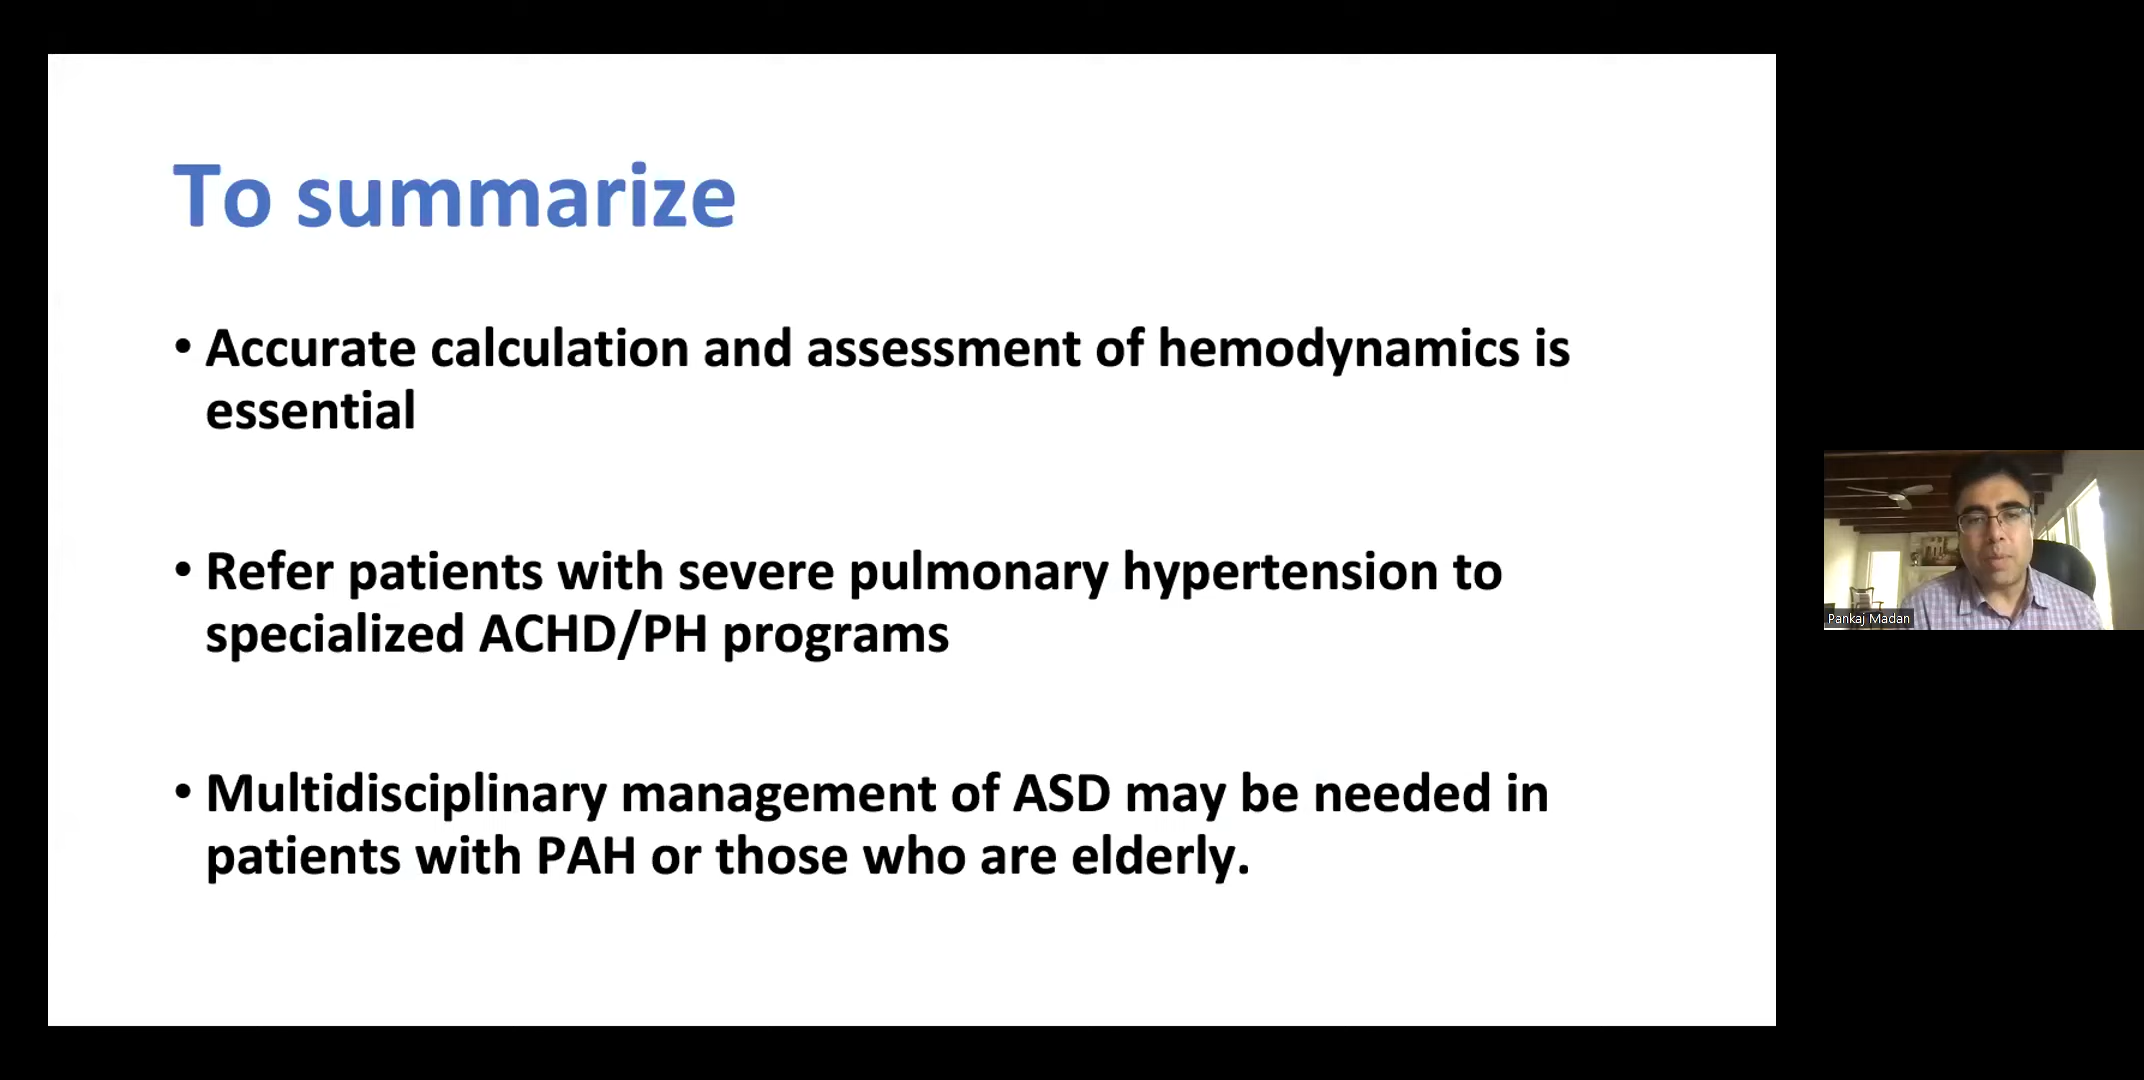 To summarize
• Accurate calculation and assessment of hemodynamics is
essential
• Refer patients with severe pulmonary hypertension to
specialized ACHD/PH programs
• Multidisciplinary management of ASD may be needed in
patients with PAH or those who are elderly.
Pankaj Madan